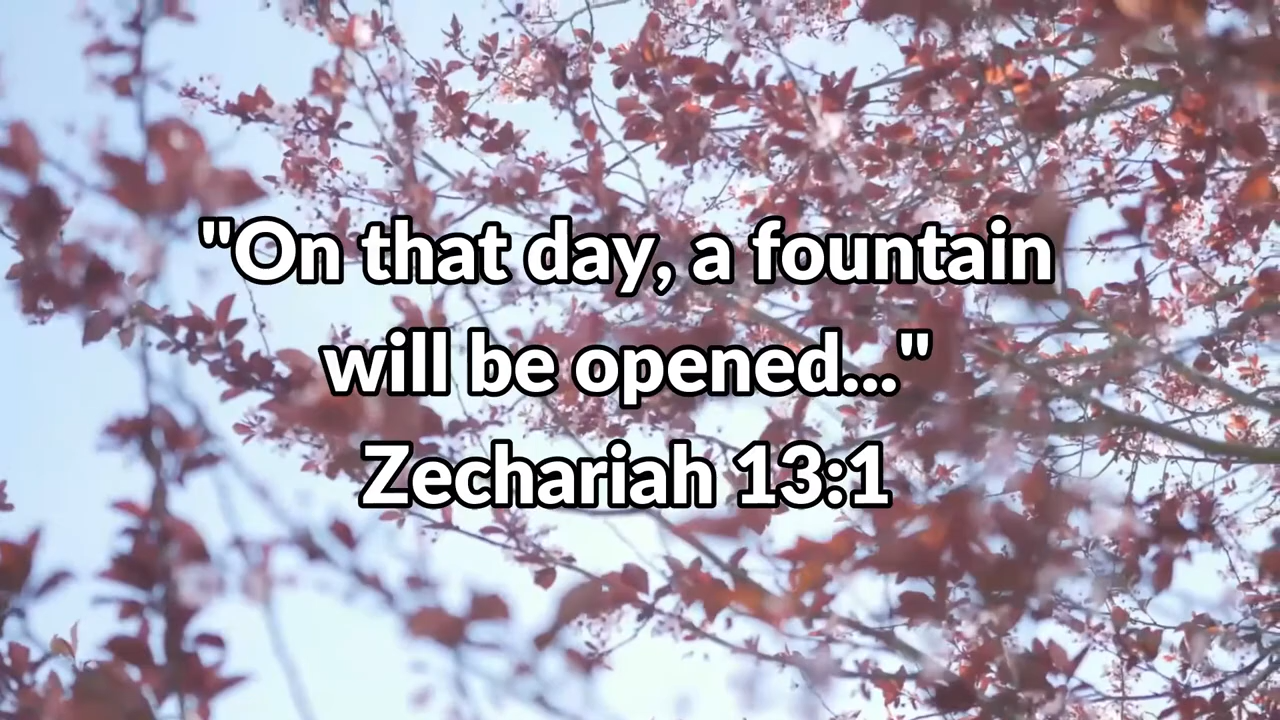 "On that day, a fountain
will be opened..."
Zechariah 13:1